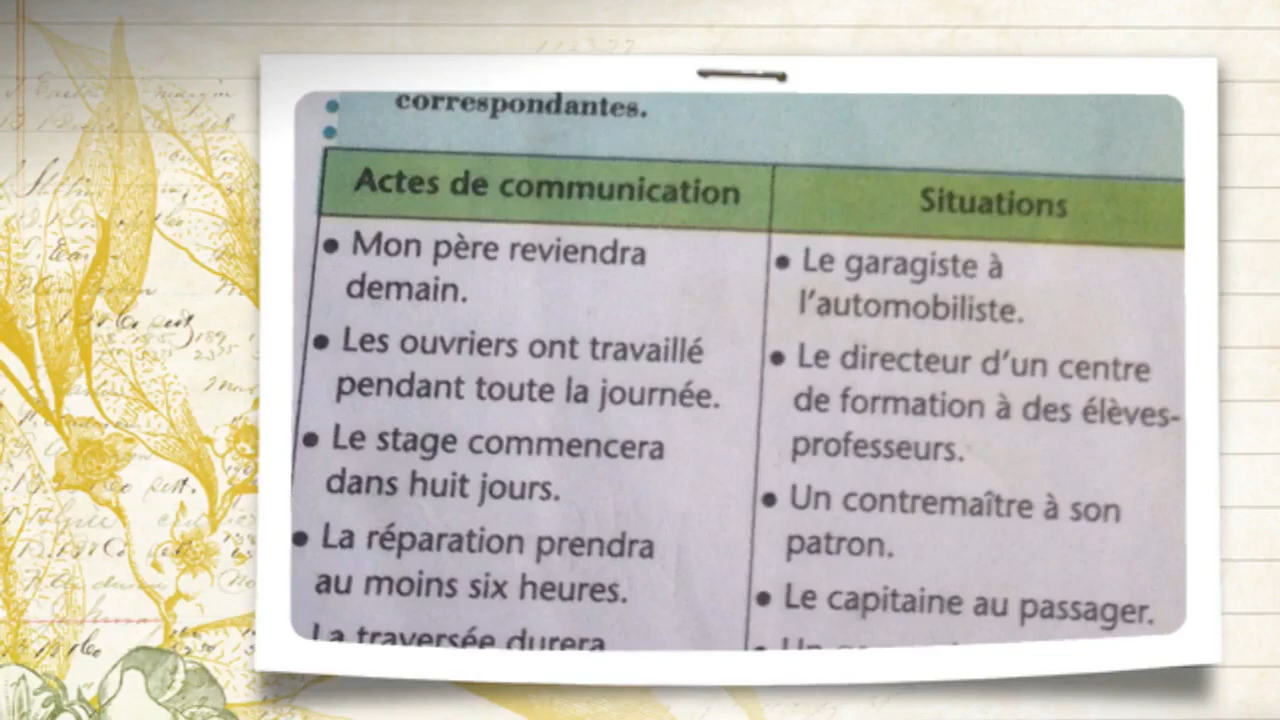 correspondantes.
Actes de communication
Situations
• Mon père reviendra
demain.
• Les ouvriers ont travaillé
pendant toute la journée.
• Le stage commencera
dans huit jours.
• La réparation prendra
au moins six heures.
La traversée durera
• Le garagiste à
l'automobiliste.
• Le directeur d'un centre
de formation à des élèves-
professeurs.
• Un contremaître à son
patron.
• Le capitaine au passager.
• Un